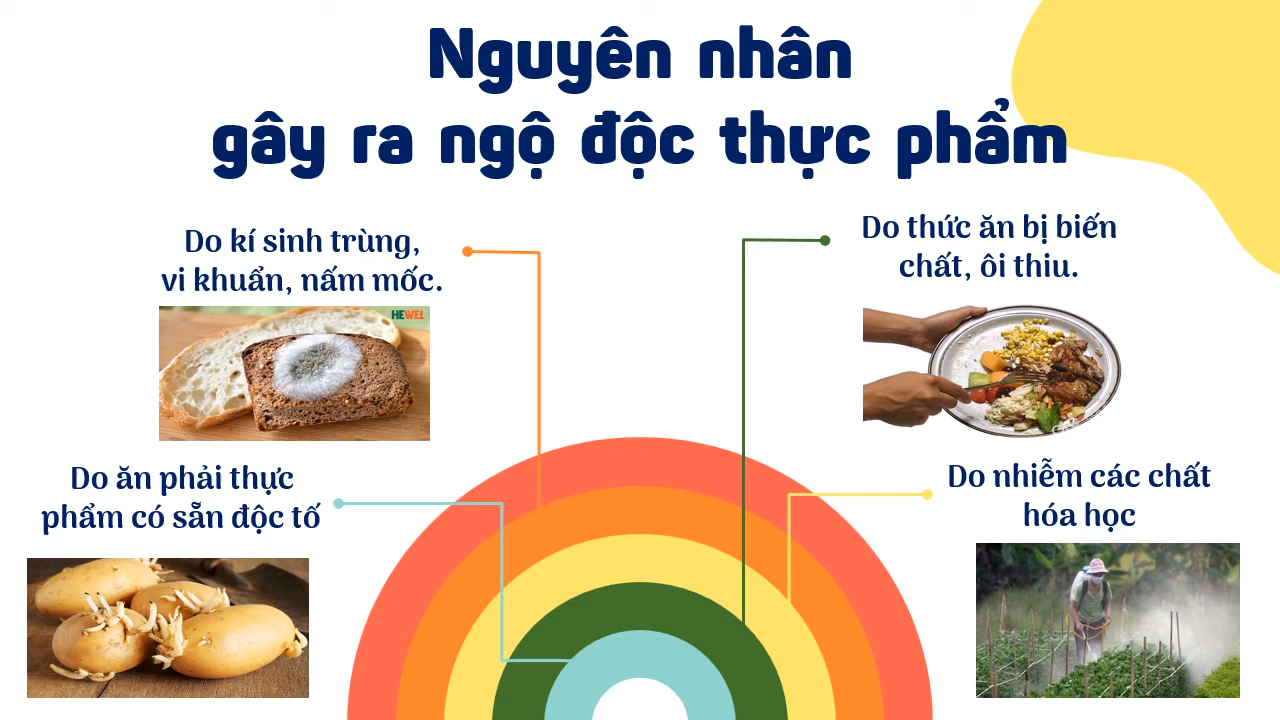 Nguyên nhân
gây ra ngộ độc thực phẩm
Do kí sinh trùng,
vi khuẩn, nấm mốc.
HEWEL
Do thức ăn bị biến
chất, ôi thiu.
Do ăn phải thực
phẩm có sẵn độc tố
Do nhiễm các chất
hóa học